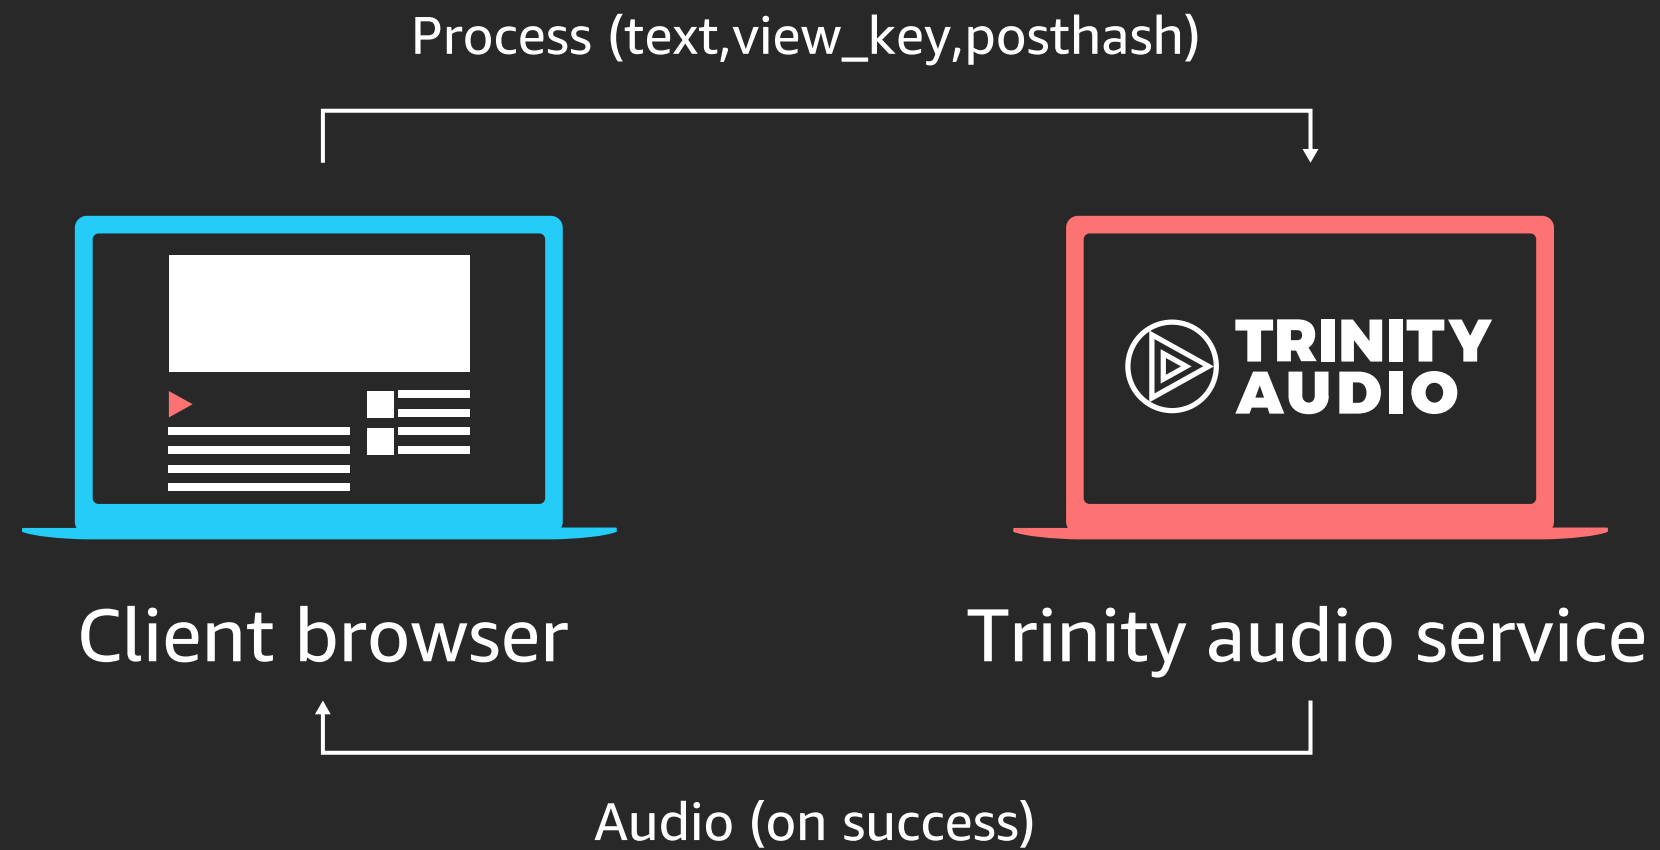 Process (text,view_key,posthash)
TRINITY
AUDIO
Client browser
Trinity audio service
Audio (on success)